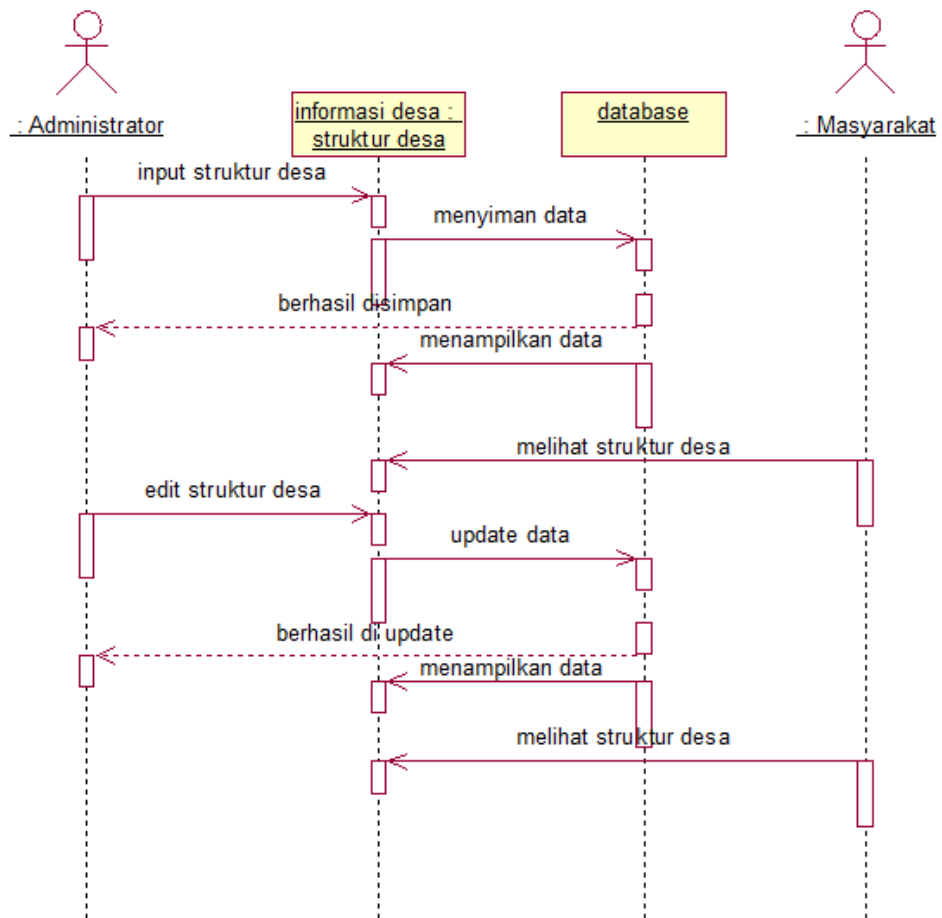 : Administrator
informasi desa :
struktur desa
database
: Masyarakat
input struktur desa
menyiman data
berhasil disimpan
menampilkan data
melihat struktur desa
edit struktur desa
update data
berhasil di update
menampilkan data
melihat struktur desa